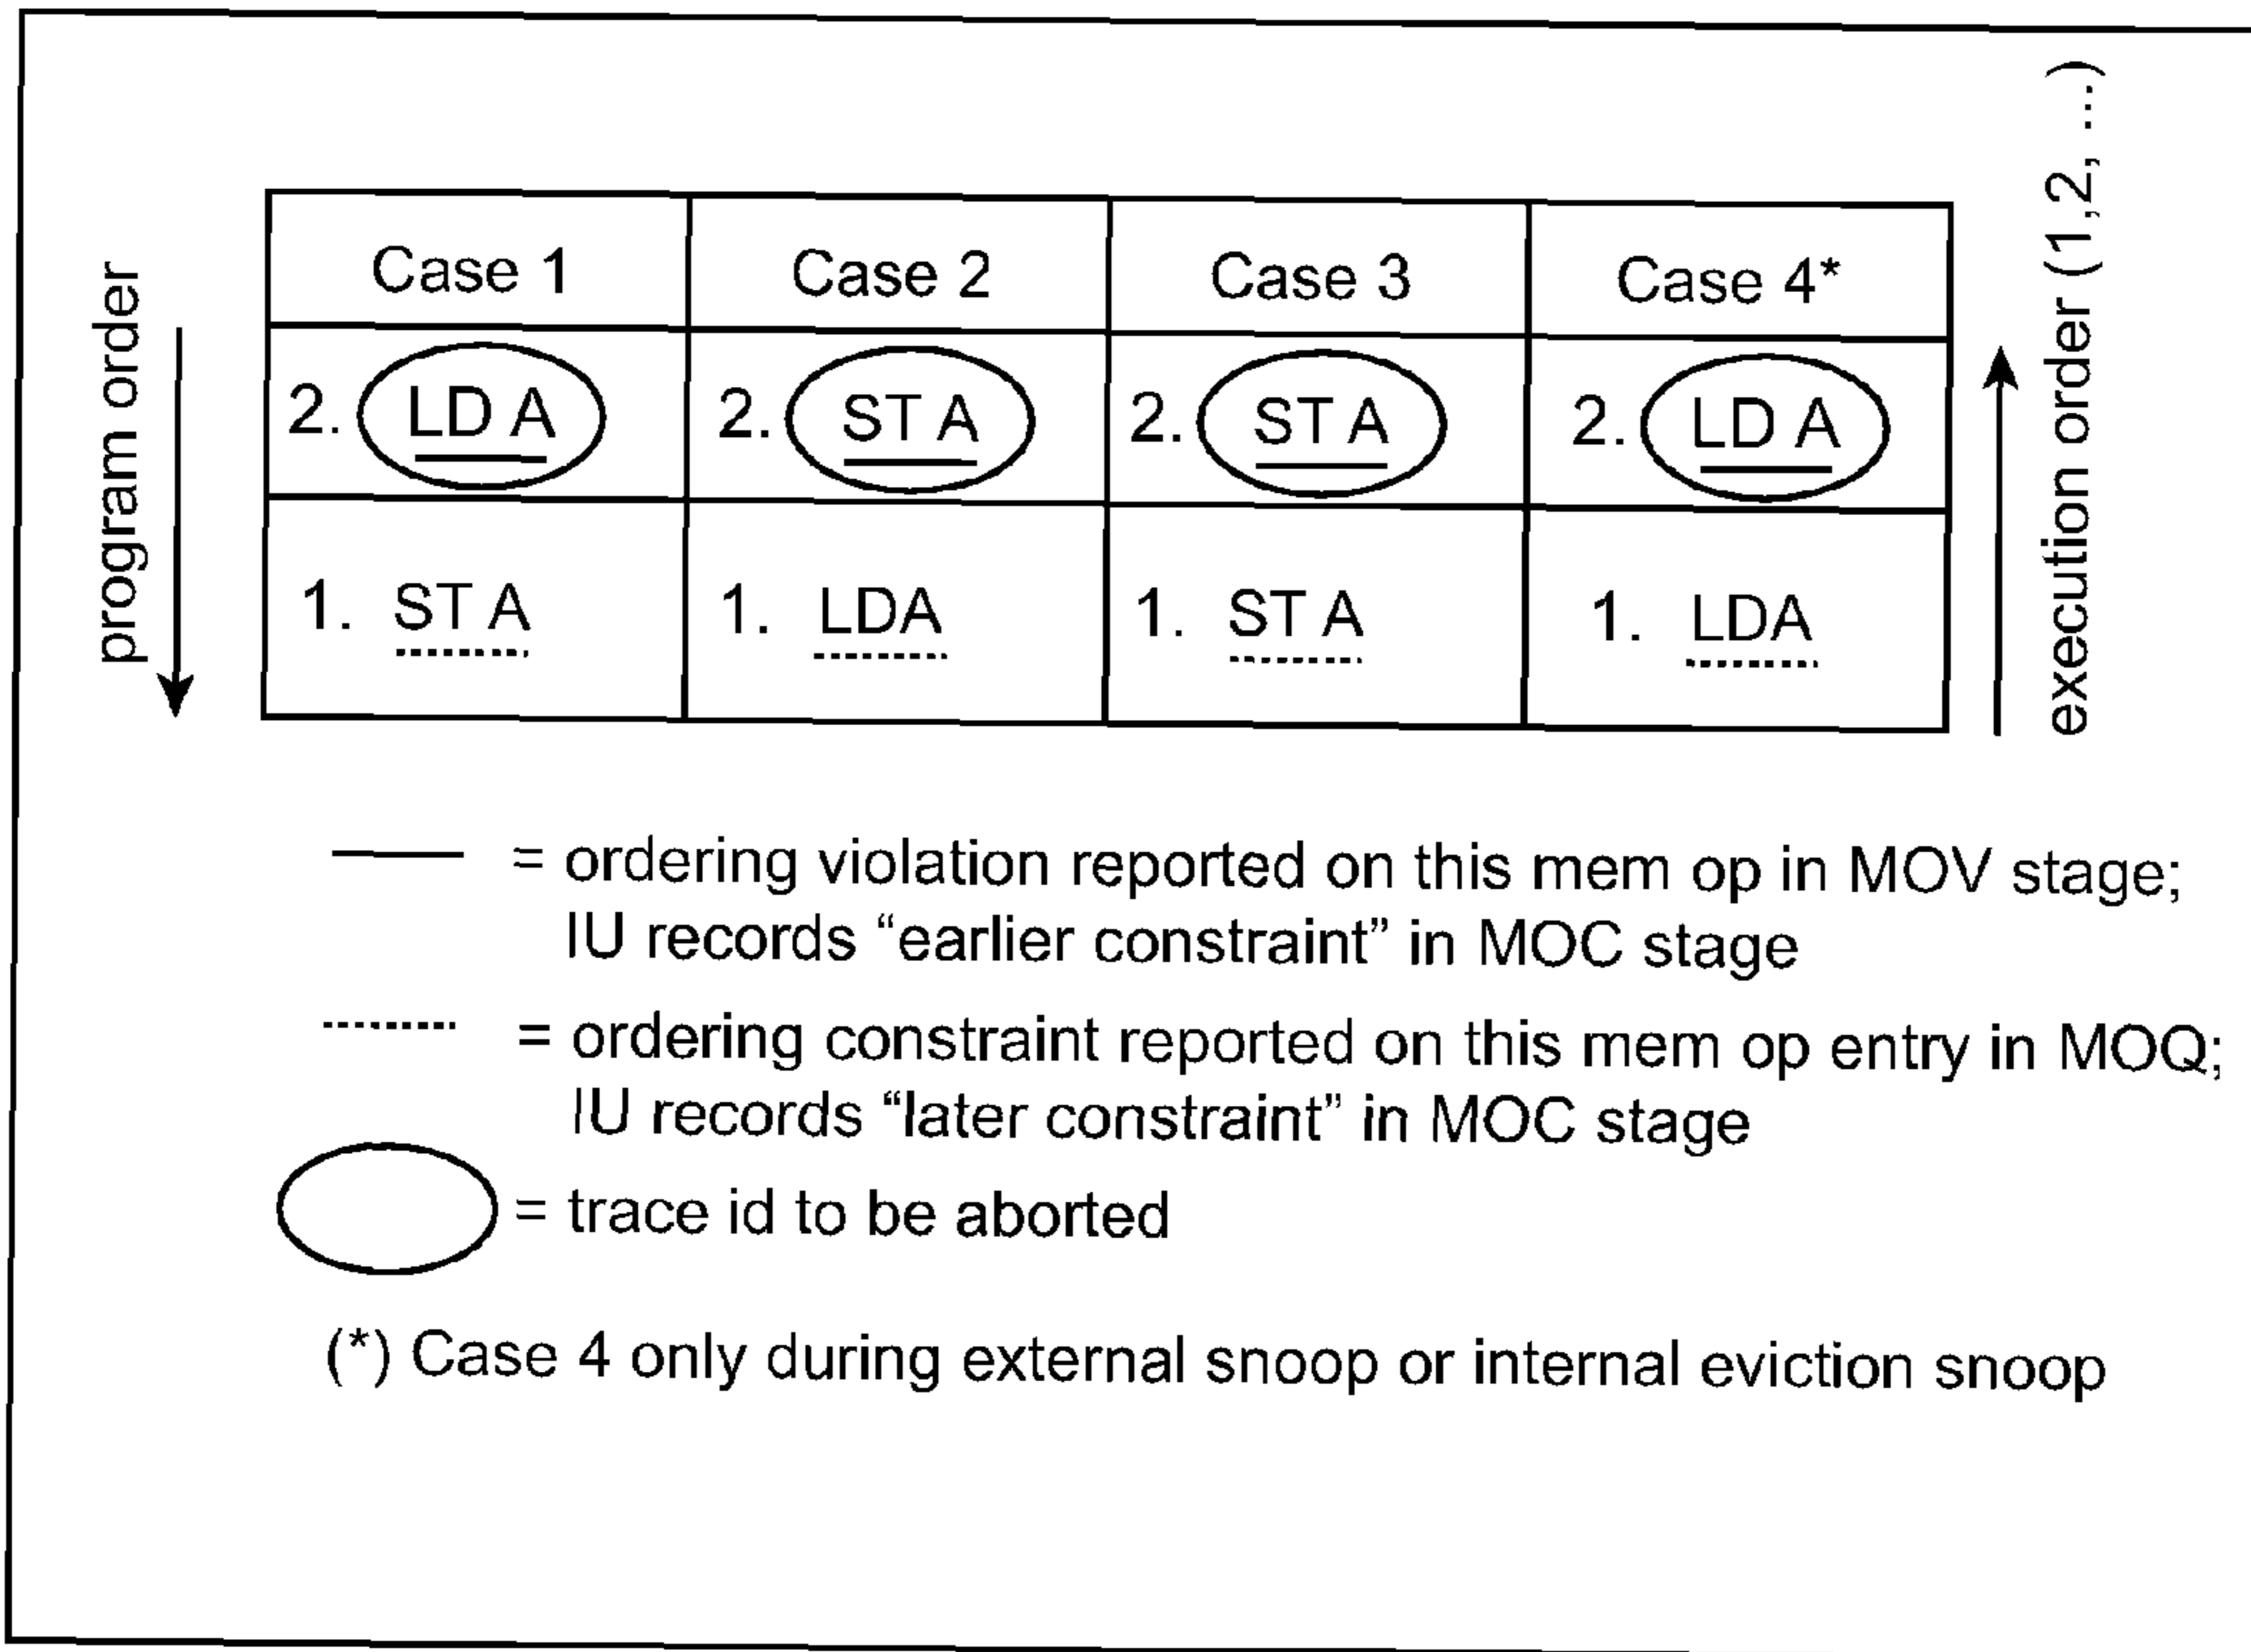 program order
Case 1 Case 2 Case 3 Case 4*
2. LD A 2. ST A 2. ST A 2. LD A
1. ST A 1. LDA 1. ST A 1. LDA
execution order (1,2, ...)
= ordering violation reported on this mem op in MOV stage;
IU records “earlier constraint” in MOC stage
= ordering constraint reported on this mem op entry in MOQ;
IU records “later constraint” in MOC stage
= trace id to be aborted
(*) Case 4 only during external snoop or internal eviction snoop